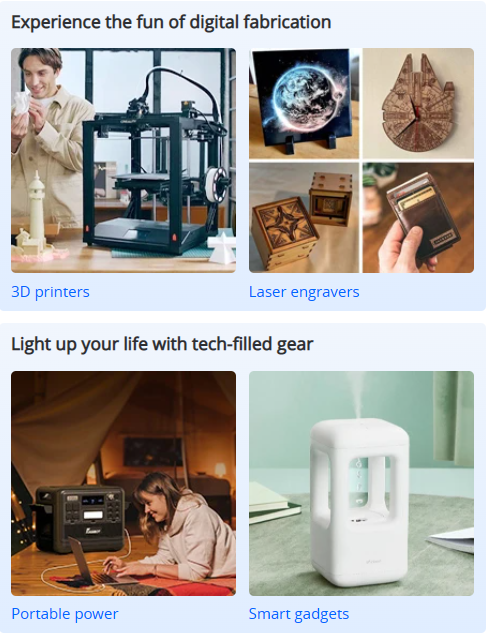 Experience the fun of digital fabrication
3D printers
Laser engravers
Light up your life with tech-filled gear
Portable power
Smart gadgets